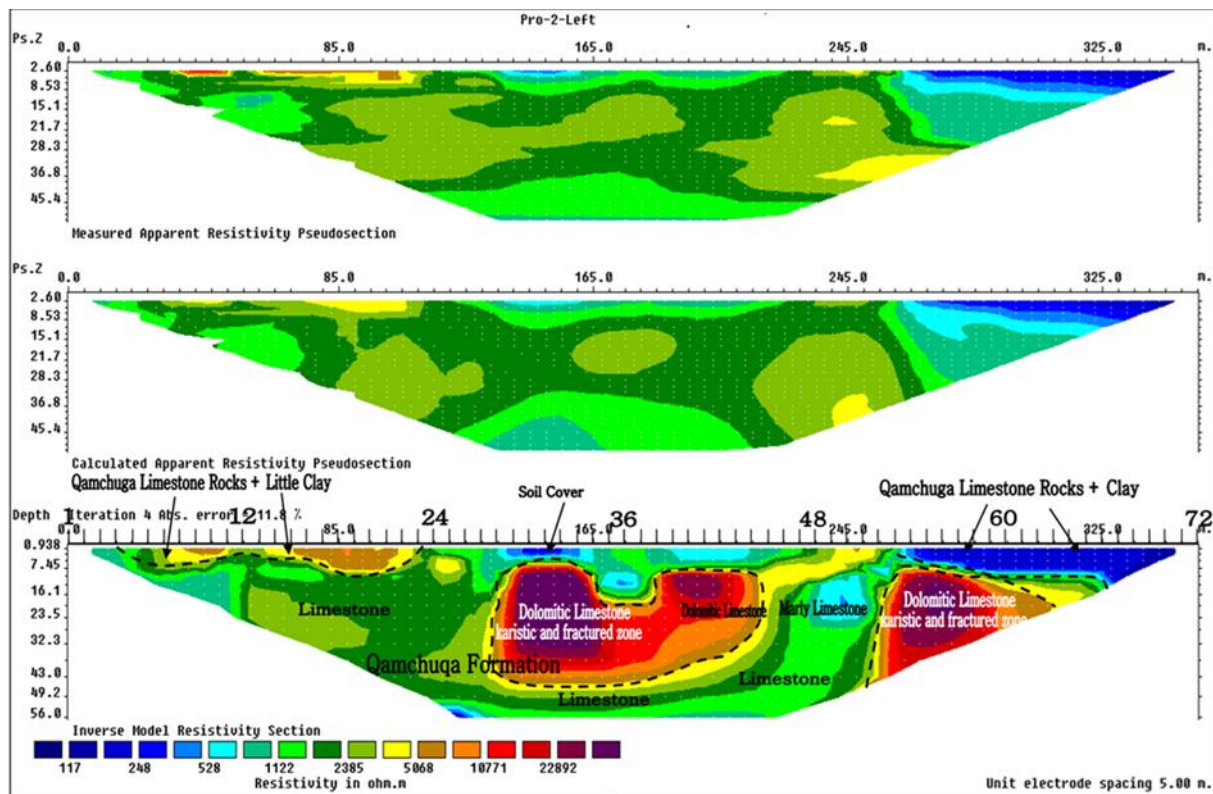 Pro-2-Left
Ps.Z 0.0 85.0 165.0 245.0 325.0 m.
2.60
8.53
15.1
21.7
28.3
36.8
45.4
Measured Apparent Resistivity Pseudosection
Ps.Z 0.0 85.0 165.0 245.0 325.0 m.
2.60
8.53
15.1
21.7
28.3
36.8
45.4
Calculated Apparent Resistivity Pseudosection
Qamchuga Limestone Rocks + Little Clay
Soil Cover
Qamchuga Limestone Rocks + Clay
Depth Iteration 4 Abs. error = 11.8 %
1 12 24 36 48 60 72
0.0 85.0 165.0 245.0 325.0 m.
0.938
7.45
16.1
23.5
32.3
43.0
49.2
56.0
Limestone
Dolomitic Limestone
karistic and fractured zone
Dolomitic Limestone
Marly Limestone
Dolomitic Limestone
karistic and fractured zone
Qamchuqa Formation
Limestone
Limestone
Inverse Model Resistivity Section
117 248 528 1122 2385 5068 10771 22892
Resistivity in ohm.m
Unit electrode spacing 5.00 m.